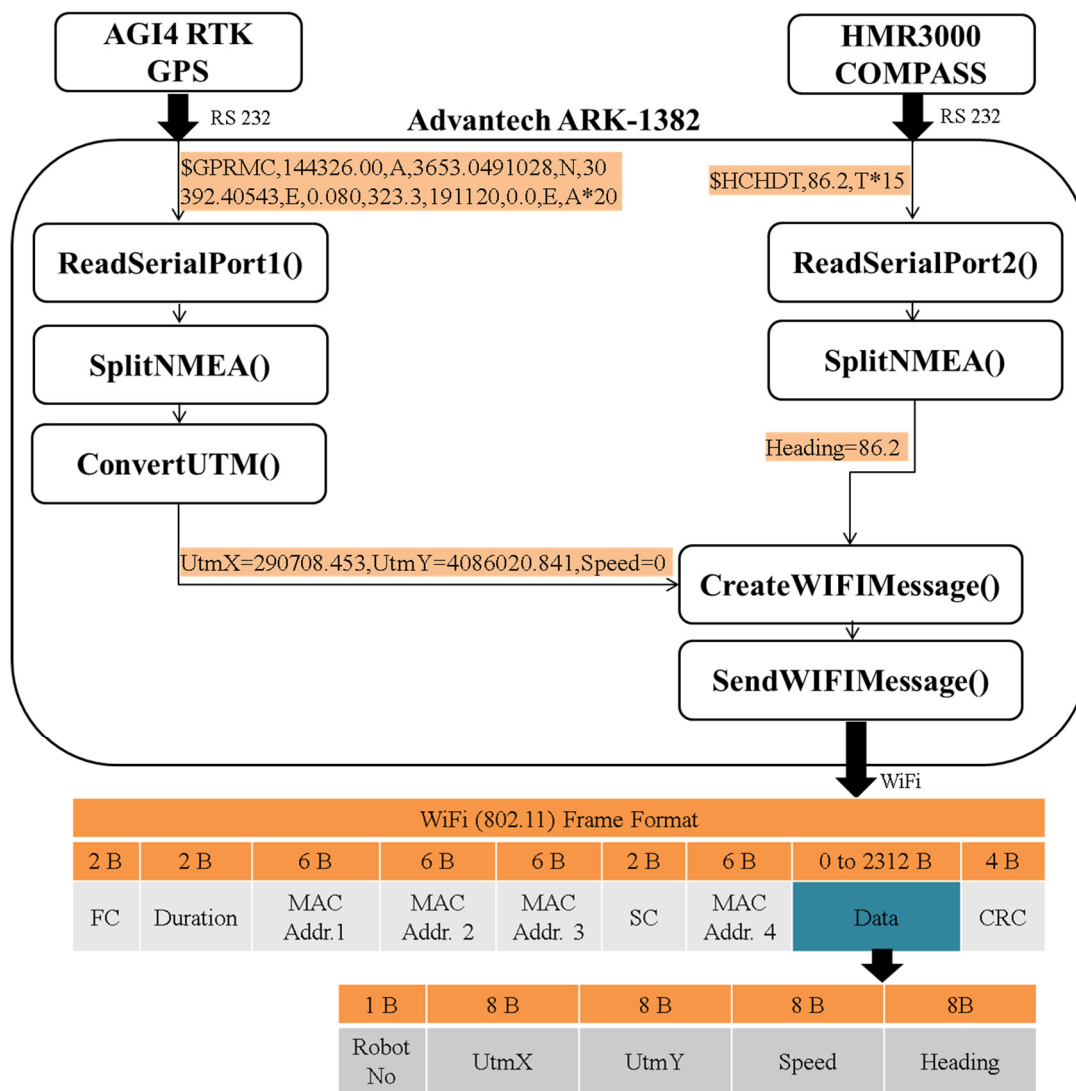 AGI4 RTK
GPS
HMR3000
COMPASS
RS 232
RS 232
Advantech ARK-1382
$GPRMC,144326.00,A,3653.0491028,N,30
392.40543,E,0.080,323.3,191120,0.0,E,A*20
$HCHDT,86.2,T*15
ReadSerialPort1()
ReadSerialPort2()
SplitNMEA()
SplitNMEA()
ConvertUTM()
Heading=86.2
UtmX=290708.453,UtmY=4086020.841,Speed=0
CreateWIFIMessage()
SendWIFIMessage()
WiFi
WiFi (802.11) Frame Format
2 B 2 B 6 B 6 B 6 B 2 B 6 B 0 to 2312 B 4 B
FC Duration MAC Addr.1 MAC Addr. 2 MAC Addr. 3 SC MAC Addr. 4 Data CRC
1 B 8 B 8 B 8 B 8B
Robot No UtmX UtmY Speed Heading